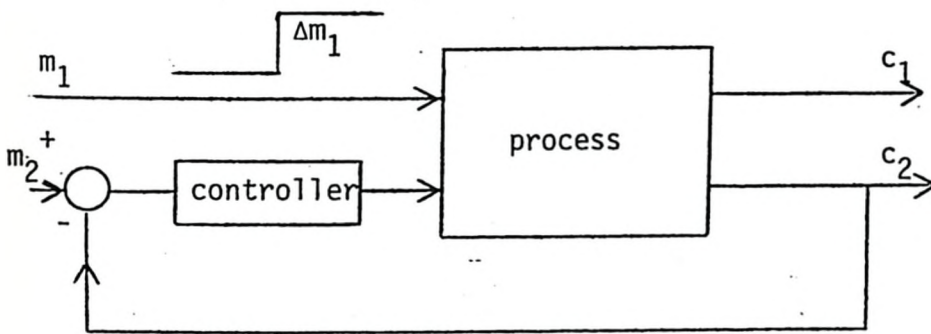 Δm₁
m₁
c₁
process
+
m₂
controller
c₂
-